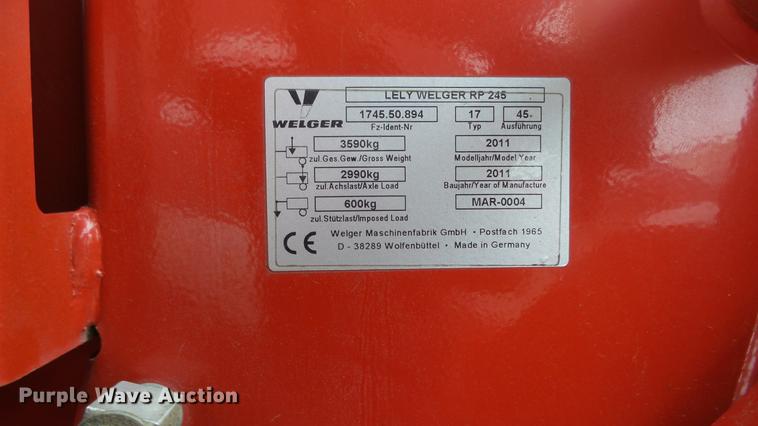 LELY WELGER RP 245
WELGER
1745.50.894 17 45-
Fz-Ident-Nr Typ Ausführung
3590kg 2011
zul.Ges.Gew./Gross Weight Modelljahr/Model Year
2990kg 2011
zul.Achslast/Axle Load Baujahr/Year of Manufacture
600kg MAR-0004
zul.Stützlast/Imposed Load
CE Welger Maschinenfabrik GmbH • Postfach 1965
D - 38289 Wolfenbüttel • Made in Germany
Purple Wave Auction®